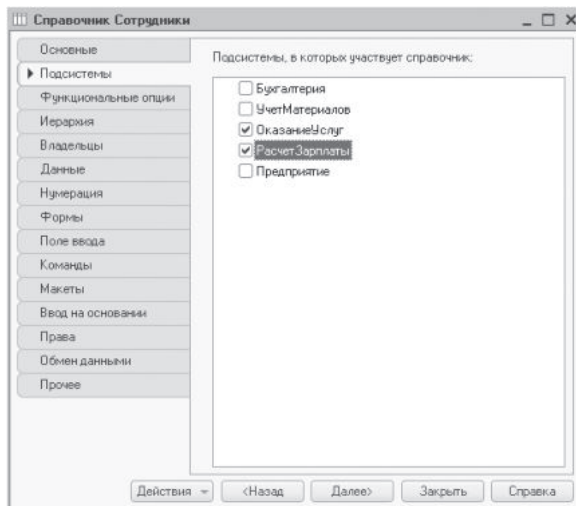 Справочник Сотрудники
Основные
Подсистемы
Функциональные опции
Иерархия
Владельцы
Данные
Нумерация
Формы
Поле ввода
Команды
Макеты
Ввод на основании
Права
Обмен данными
Прочее
Подсистемы, в которых участвует справочник:
Бухгалтерия
УчетМатериалов
ОказаниеУслуг
РасчетЗарплаты
Предприятие
Действия
<Назад
Далее>
Закрыть
Справка